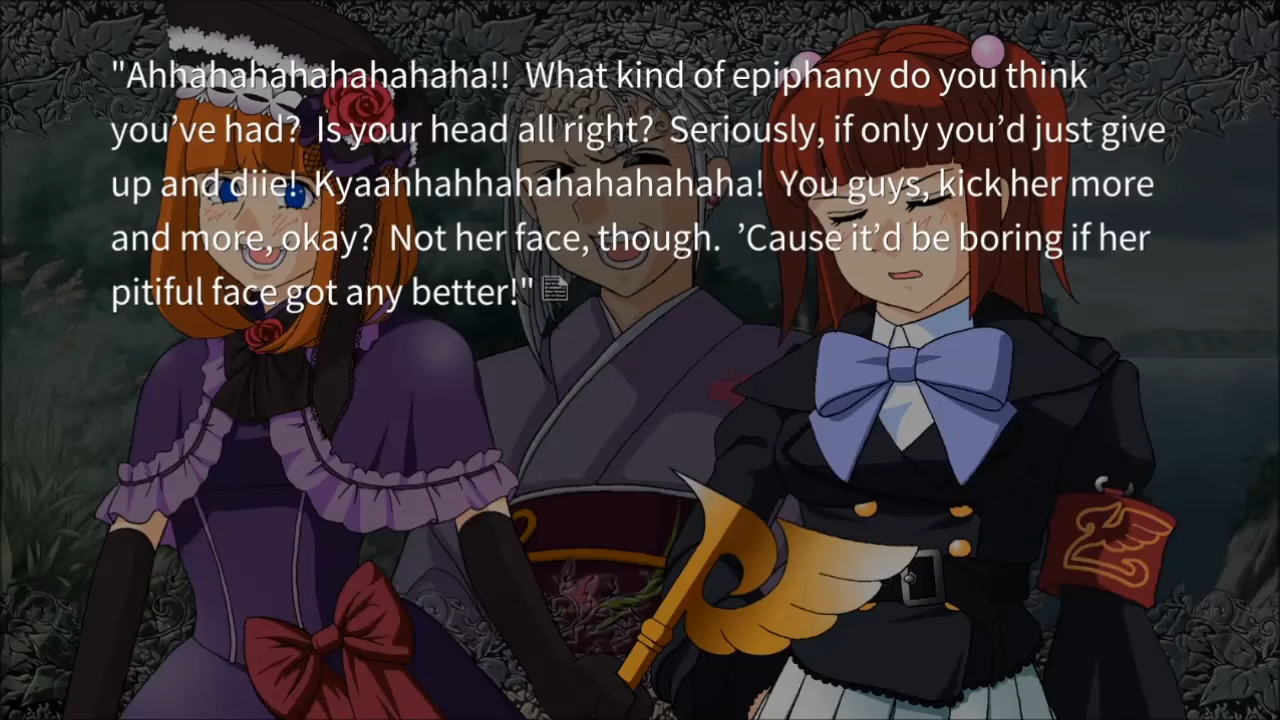 "Ahhahahahahahahaha!!  What kind of epiphany do you think
you’ve had?  Is your head all right?  Seriously, if only you’d just give
up and diie!  Kyaahhahhahahahahahaha!  You guys, kick her more
and more, okay?  Not her face, though.  ’Cause it’d be boring if her
pitiful face got any better!"